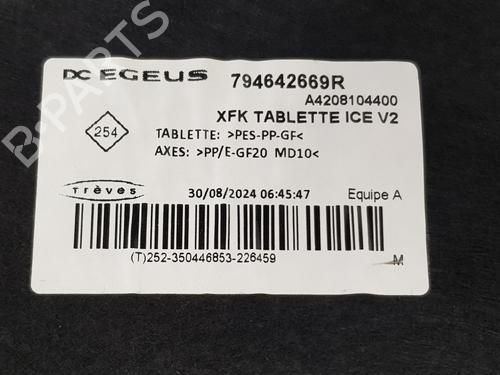 B-PARTS
DC EGEUS 794642669R
A4208104400
XFK TABLETTE ICE V2
254
TABLETTE: >PES-PP-GF<
AXES: >PP/E-GF20 MD10<
Trèves
30/08/2024 06:45:47 Equipe A
(T)252-350446853-226459
M